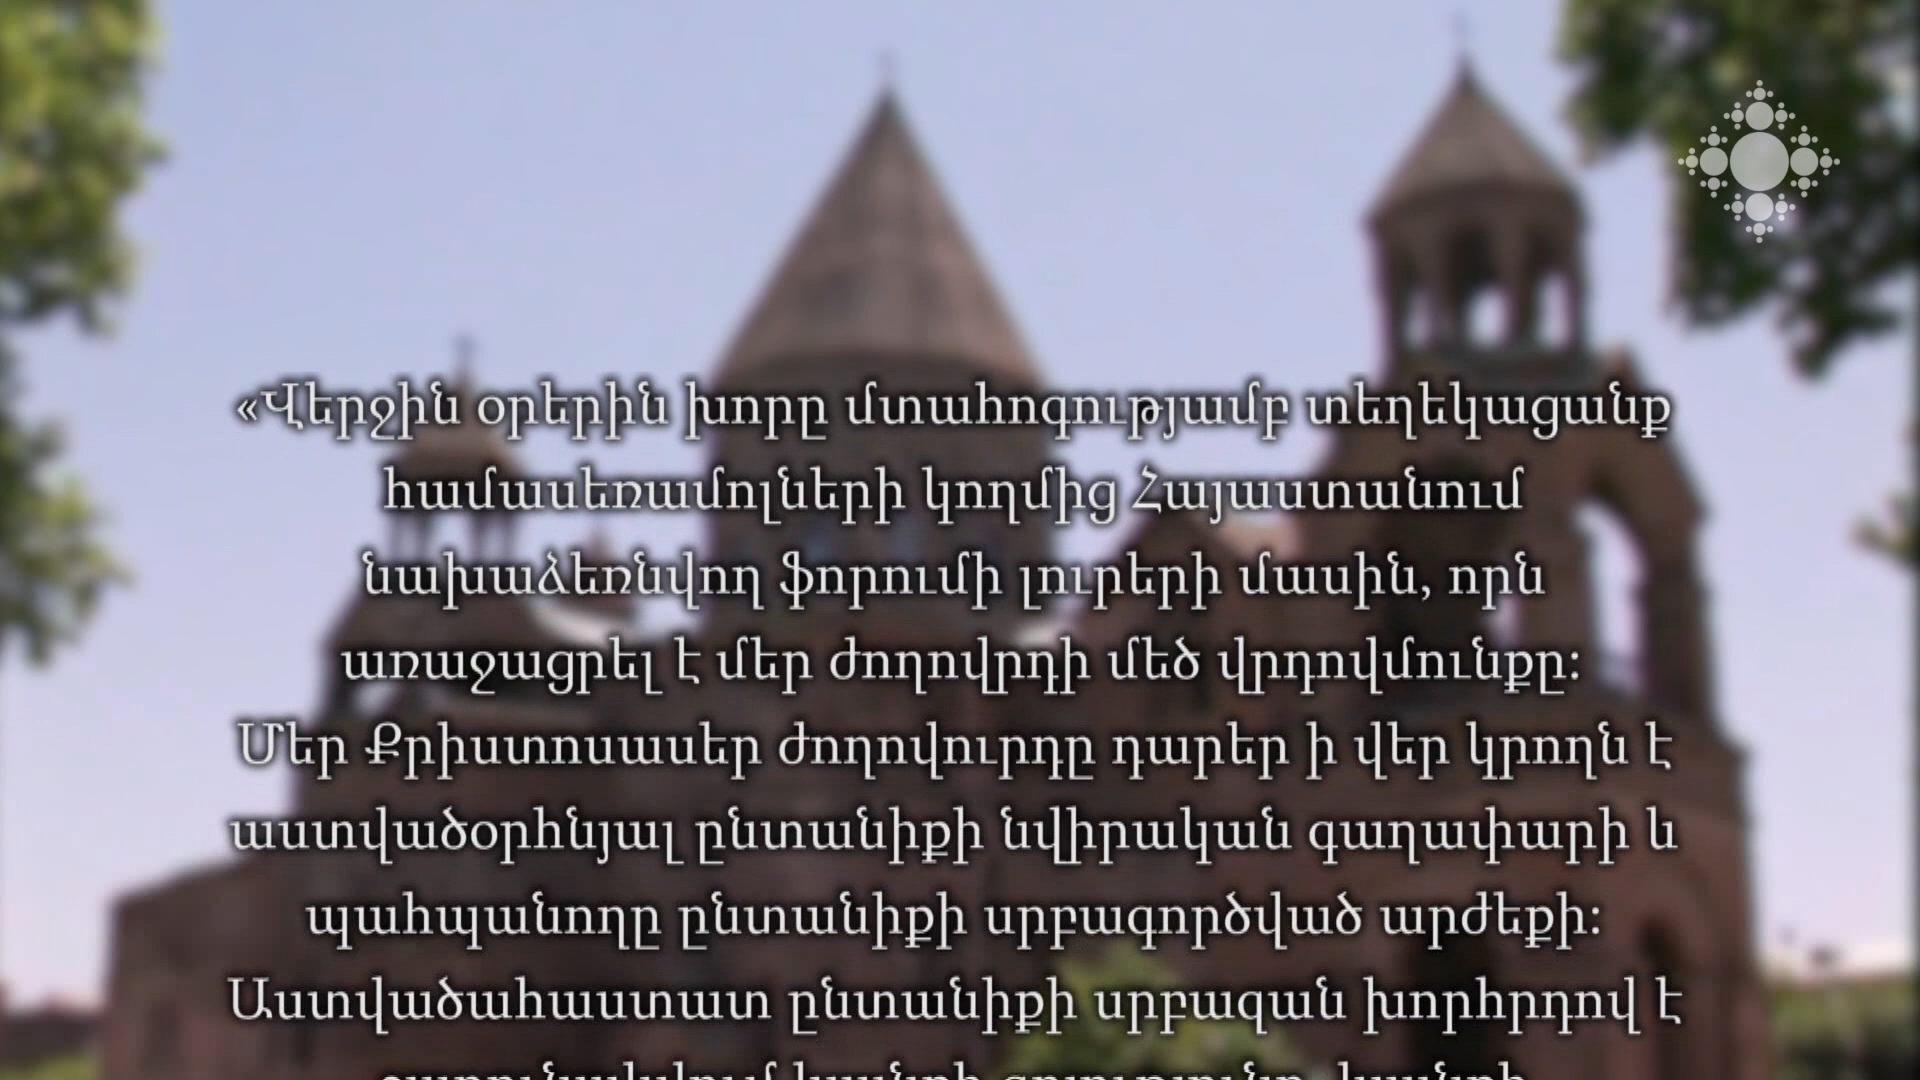 «Վերջին օրերին խորը մտահոգությամբ տեղեկացանք
համասեռամոլների կողմից Հայաստանում
նախաձեռնվող ֆորումի լուրերի մասին, որն
առաջացրել է մեր ժողովրդի մեծ վրդովմունքը:
Մեր Քրիստոսասեր ժողովուրդը դարեր ի վեր կրողն է
աստվածօրհնյալ ընտանիքի նվիրական գաղափարի և
պահպանողը ընտանիքի սրբագործված արժեքի:
Աստվածահաստատ ընտանիքի սրբազան խորհրդով է